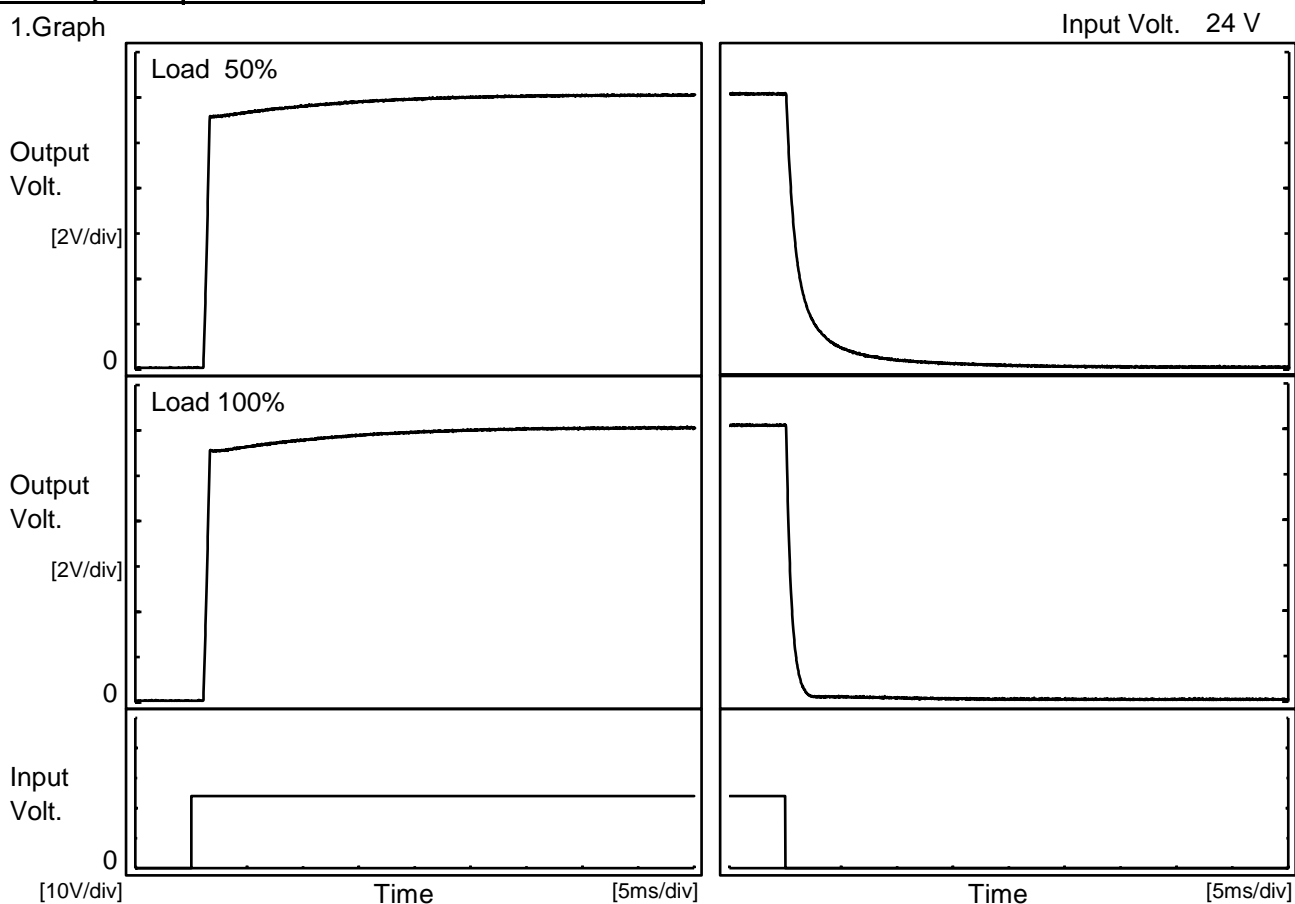 1.Graph
Input Volt. 24 V
Load 50%
Output
Volt.
[2V/div]
0
Load 100%
Output
Volt.
[2V/div]
0
Input
Volt.
0
[10V/div]
Time
[5ms/div]
Time
[5ms/div]